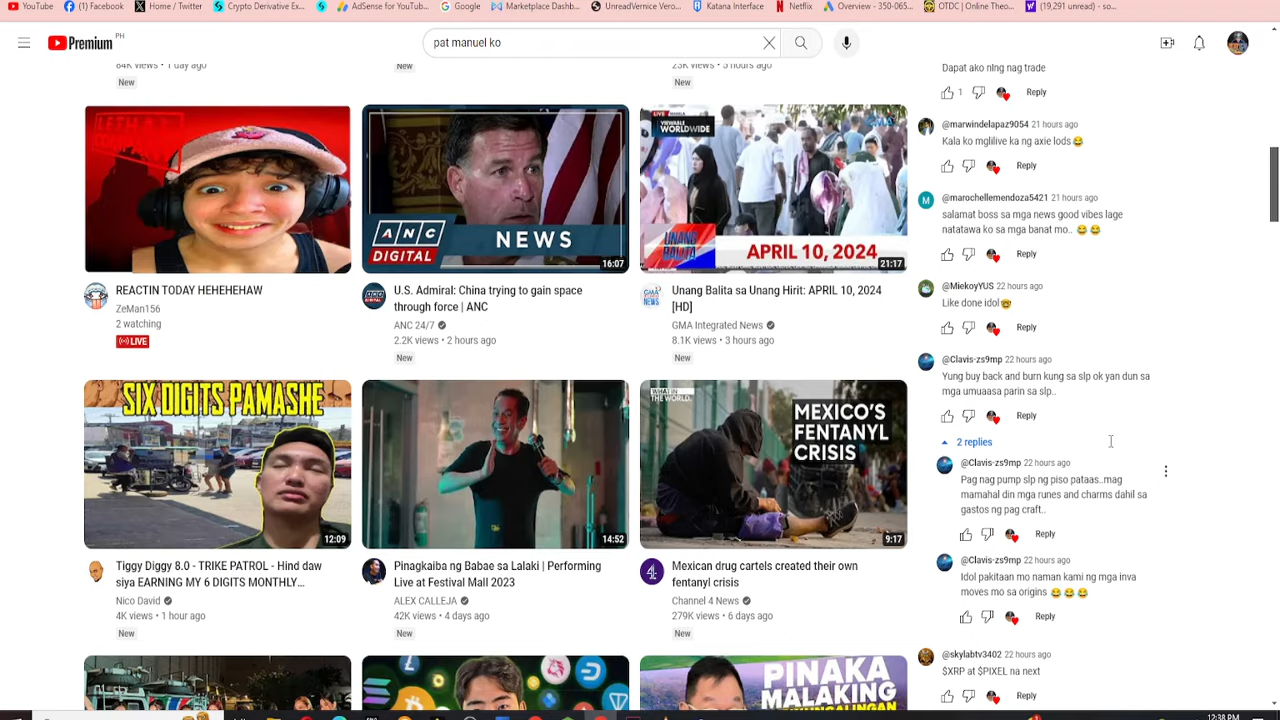 YouTube
(1) Facebook
Home / Twitter
Crypto Derivative Ex...
AdSense for YouTub...
Google
Marketplace Dashb...
UnreadVernice Vero...
Katana Interface
Netflix
Overview - 350-065...
OTDC | Online Theo...
(19,291 unread) - so...
Premium PH
pat manuel ko
84K views • 1 day ago
New
New
23K views • 5 hours ago
New
ANC
DIGITAL
NEWS
16:07
LIVE
VIEWABLE
WORLDWIDE
GMA
UNANG
BALITA
APRIL 10, 2024
21:17
REACTIN TODAY HEHEHEHAW
ZeMan156
2 watching
LIVE
U.S. Admiral: China trying to gain space
through force | ANC
ANC 24/7
2.2K views • 2 hours ago
New
Unang Balita sa Unang Hirit: APRIL 10, 2024
[HD]
GMA Integrated News
8.1K views • 3 hours ago
New
SIX DIGITS PAMASHE
12:09
14:52
WHAT IN
THE WORLD.
MEXICO'S
FENTANYL
CRISIS
9:17
Tiggy Diggy 8.0 - TRIKE PATROL - Hind daw
siya EARNING MY 6 DIGITS MONTHLY...
Nico David
4K views • 1 hour ago
New
Pinagkaiba ng Babae sa Lalaki | Performing
Live at Festival Mall 2023
ALEX CALLEJA
42K views • 4 days ago
New
Mexican drug cartels created their own
fentanyl crisis
Channel 4 News
279K views • 6 days ago
New
PINAKA
MALAKING
Dapat ako nlng nag trade
1
Reply
@marwindelapaz9054 21 hours ago
Kala ko mglilive ka ng axie lods😂
Reply
M
@marochellemendoza5421 21 hours ago
salamat boss sa mga news good vibes lage
natatawa ko sa mga banat mo.. 😂 😂
Reply
@MiekoyYUS 22 hours ago
Like done idol🤓
Reply
@Clavis-zs9mp 22 hours ago
Yung buy back and burn kung sa slp ok yan dun sa
mga umuaasa parin sa slp..
Reply
2 replies
@Clavis-zs9mp 22 hours ago
Pag nag pump slp ng piso pataas..mag
mamahal din mga runes and charms dahil sa
gastos ng pag craft..
Reply
@Clavis-zs9mp 22 hours ago
Idol pakitaan mo naman kami ng mga inva
moves mo sa origins 😂 😂 😂
Reply
@skylabtv3402 22 hours ago
$XRP at $PIXEL na next
Reply
12:38 PM